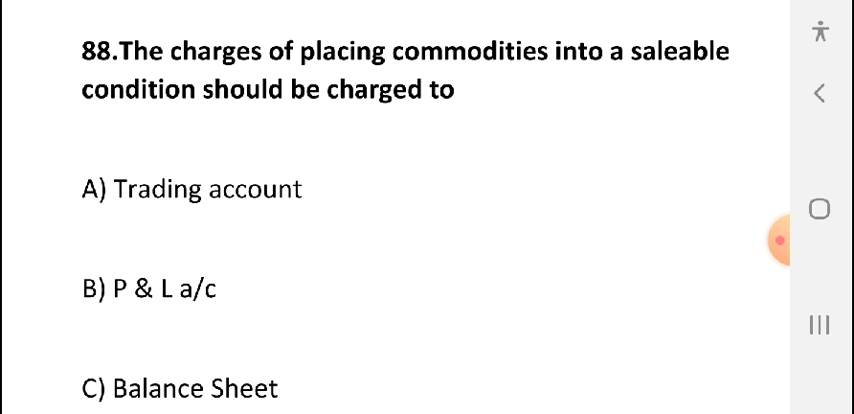 88.The charges of placing commodities into a saleable
condition should be charged to
A) Trading account
B) P & L a/c
C) Balance Sheet